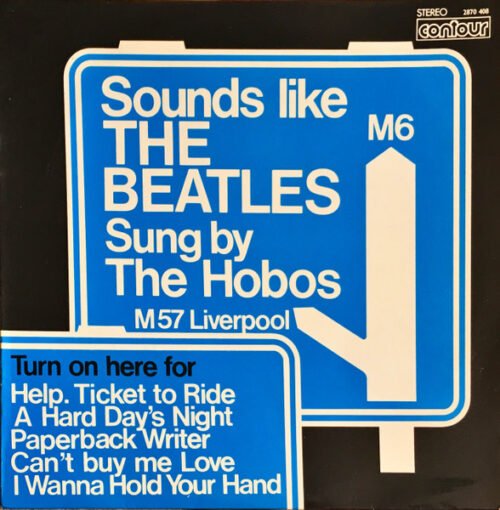 STEREO 2870 408
contour
Sounds like
THE
BEATLES
Sung by
The Hobos
M6
M57 Liverpool
Turn on here for
Help. Ticket to Ride
A Hard Day's Night
Paperback Writer
Can't buy me Love
I Wanna Hold Your Hand